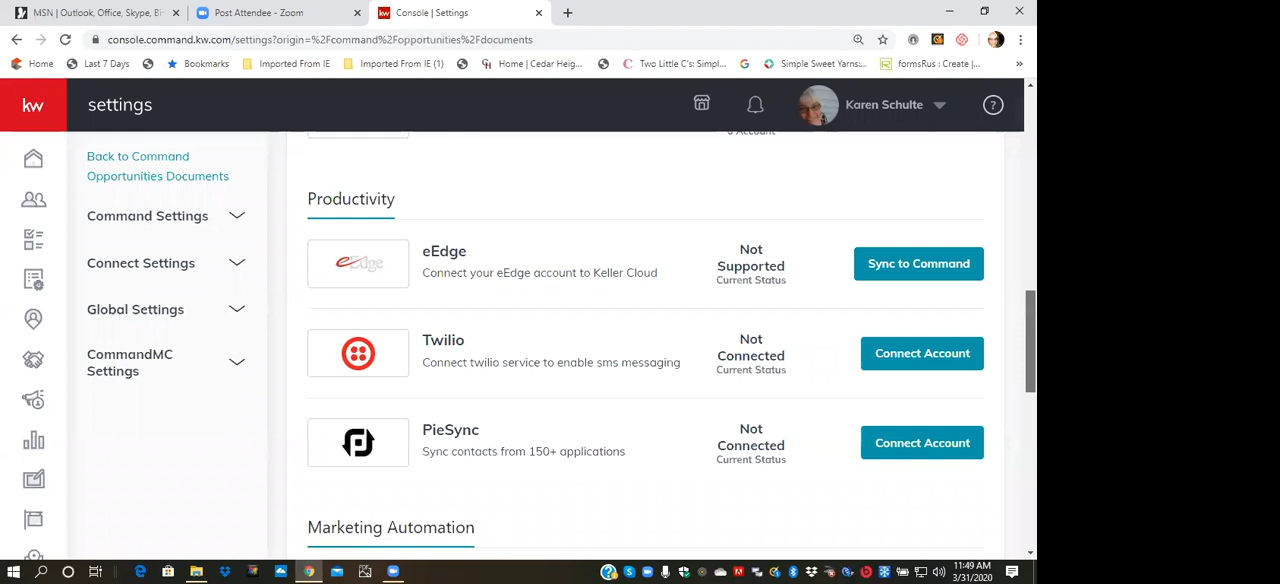 MSN | Outlook, Office, Skype, Bi
Post Attendee - Zoom
Console | Settings
console.command.kw.com/settings?origin=%2Fcommand%2Fopportunities%2Fdocuments
Home
Last 7 Days
Bookmarks
Imported From IE
Imported From IE (1)
Home | Cedar Heig...
Two Little C's: Simpl...
Simple Sweet Yarns:...
formsRus : Create |...
»
kw
settings
Karen Schulte
?
Back to Command
Opportunities Documents
Command Settings
Connect Settings
Global Settings
CommandMC
Settings
Account
Productivity
eEdge
eEdge
Connect your eEdge account to Keller Cloud
Not
Supported
Current Status
Sync to Command
Twilio
Connect twilio service to enable sms messaging
Not
Connected
Current Status
Connect Account
PieSync
Sync contacts from 150+ applications
Not
Connected
Current Status
Connect Account
Marketing Automation
11:49 AM
3/31/2020